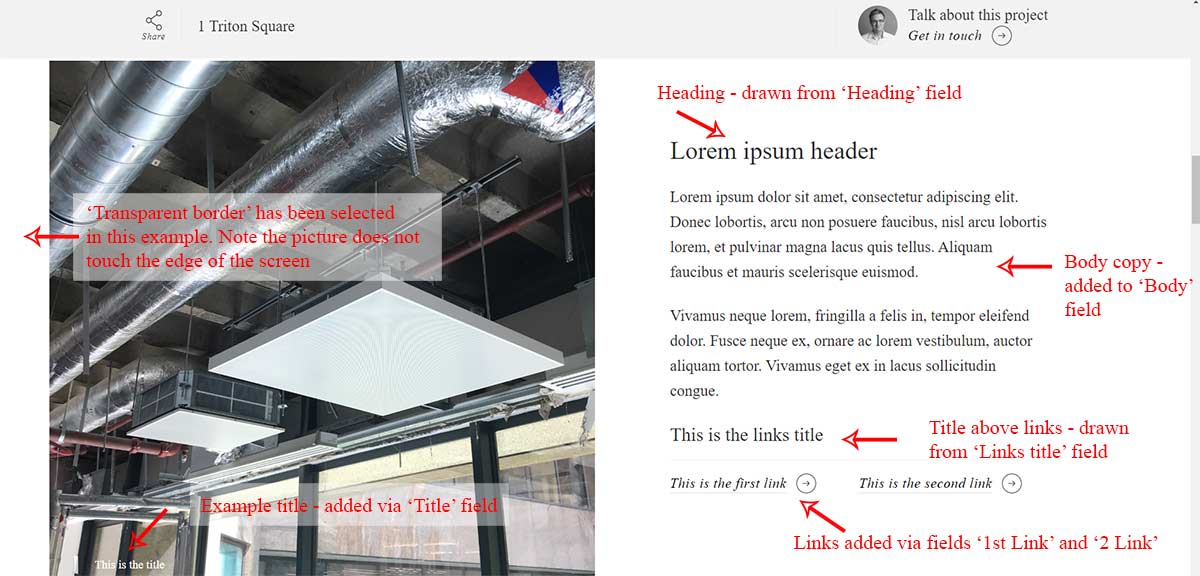 Share
1 Triton Square
Talk about this project
Get in touch
Heading - drawn from ‘Heading’ field
Lorem ipsum header
Lorem ipsum dolor sit amet, consectetur adipiscing elit.
Donec lobortis, arcu non posuere faucibus, nisl arcu lobortis
lorem, et pulvinar magna lacus quis tellus. Aliquam
faucibus et mauris scelerisque euismod.
Vivamus neque lorem, fringilla a felis in, tempor eleifend
dolor. Fusce neque ex, ornare ac lorem vestibulum, auctor
aliquam tortor. Vivamus eget ex in lacus sollicitudin
congue.
Body copy -
added to ‘Body’
field
‘Transparent border’ has been selected
in this example. Note the picture does not
touch the edge of the screen
This is the links title
Title above links - drawn
from ‘Links title’ field
This is the first link
This is the second link
Links added via fields ‘1st Link’ and ‘2 Link’
Example title - added via ‘Title’ field
This is the title